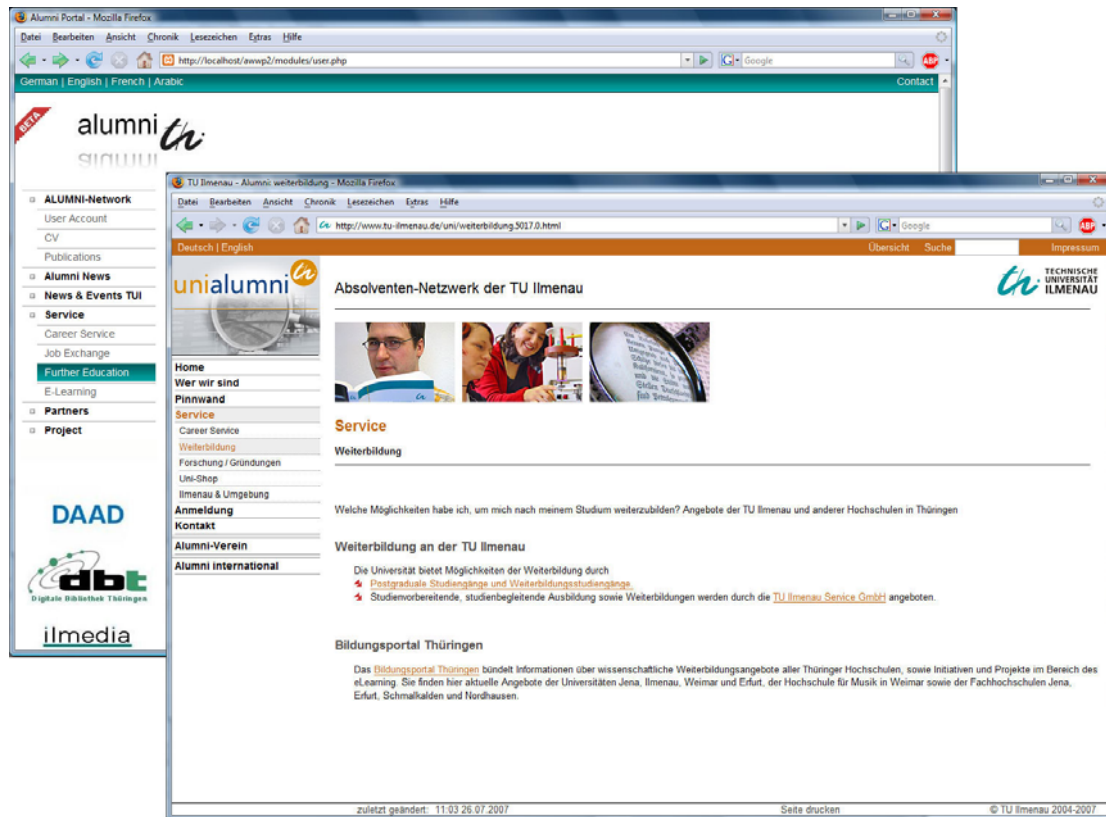 Alumni Portal - Mozilla Firefox
Datei Bearbeiten Ansicht Chronik Lesezeichen Extras Hilfe
http://localhost/awwp2/modules/user.php
Google
ABP
German | English | French | Arabic
Contact
BETA
alumni th
ALUMNI-Network
User Account
CV
Publications
Alumni News
News & Events TUI
Service
Career Service
Job Exchange
Further Education
E-Learning
Partners
Project
DAAD
dbt
Digitale Bibliothek Thüringen
ilmedia
TU Ilmenau - Alumni: weiterbildung - Mozilla Firefox
Datei Bearbeiten Ansicht Chronik Lesezeichen Extras Hilfe
http://www.tu-ilmenau.de/uni/weiterbildung.5017.0.html
Google
ABP
Deutsch | English
Übersicht Suche
Impressum
unialumni
Absolventen-Netzwerk der TU Ilmenau
th TECHNISCHE
UNIVERSITÄT
ILMENAU
Home
Wer wir sind
Pinnwand
Service
Career Service
Weiterbildung
Forschung / Gründungen
Uni-Shop
Ilmenau & Umgebung
Anmeldung
Kontakt
Alumni-Verein
Alumni international
Service
Weiterbildung
Welche Möglichkeiten habe ich, um mich nach meinem Studium weiterzubilden? Angebote der TU Ilmenau und anderer Hochschulen in Thüringen
Weiterbildung an der TU Ilmenau
Die Universität bietet Möglichkeiten der Weiterbildung durch
Postgraduale Studiengänge und Weiterbildungsstudiengänge,
Studienvorbereitende, studienbegleitende Ausbildung sowie Weiterbildungen werden durch die TU Ilmenau Service GmbH angeboten.
Bildungsportal Thüringen
Das Bildungsportal Thüringen bündelt Informationen über wissenschaftliche Weiterbildungsangebote aller Thüringer Hochschulen, sowie Initiativen und Projekte im Bereich des
eLearning. Sie finden hier aktuelle Angebote der Universitäten Jena, Ilmenau, Weimar und Erfurt, der Hochschule für Musik in Weimar sowie der Fachhochschulen Jena,
Erfurt, Schmalkalden und Nordhausen.
zuletzt geändert: 11:03 26.07.2007
Seite drucken
© TU Ilmenau 2004-2007